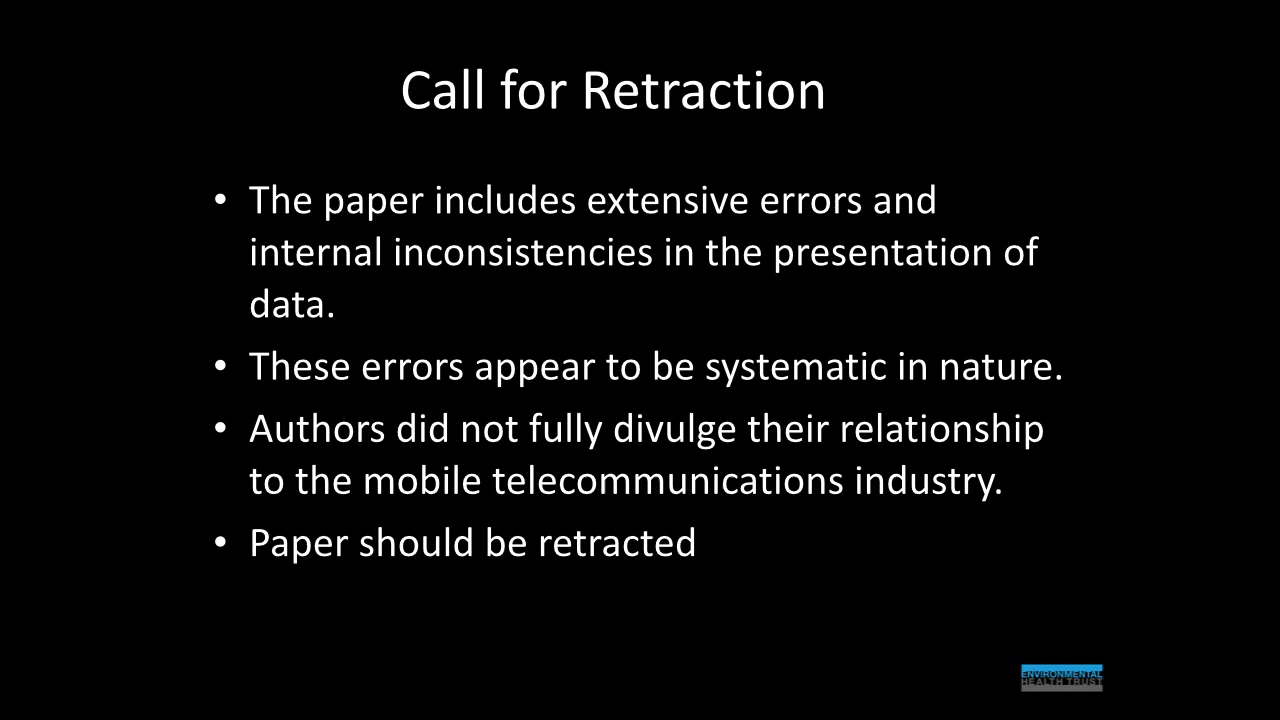 Call for Retraction
• The paper includes extensive errors and
internal inconsistencies in the presentation of
data.
• These errors appear to be systematic in nature.
• Authors did not fully divulge their relationship
to the mobile telecommunications industry.
• Paper should be retracted
ENVIRONMENTAL
HEALTH TRUST